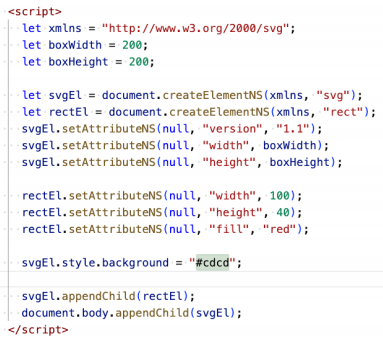 <script>
let xmlns = "http://www.w3.org/2000/svg";
let boxWidth = 200;
let boxHeight = 200;
let svgEl = document.createElementNS(xmlns, "svg");
let rectEl = document.createElementNS(xmlns, "rect");
svgEl.setAttributeNS(null, "version", "1.1");
svgEl.setAttributeNS(null, "width", boxWidth);
svgEl.setAttributeNS(null, "height", boxHeight);
rectEl.setAttributeNS(null, "width", 100);
rectEl.setAttributeNS(null, "height", 40);
rectEl.setAttributeNS(null, "fill", "red");
svgEl.style.background = "#cdcd";
svgEl.appendChild(rectEl);
document.body.appendChild(svgEl);
</script>